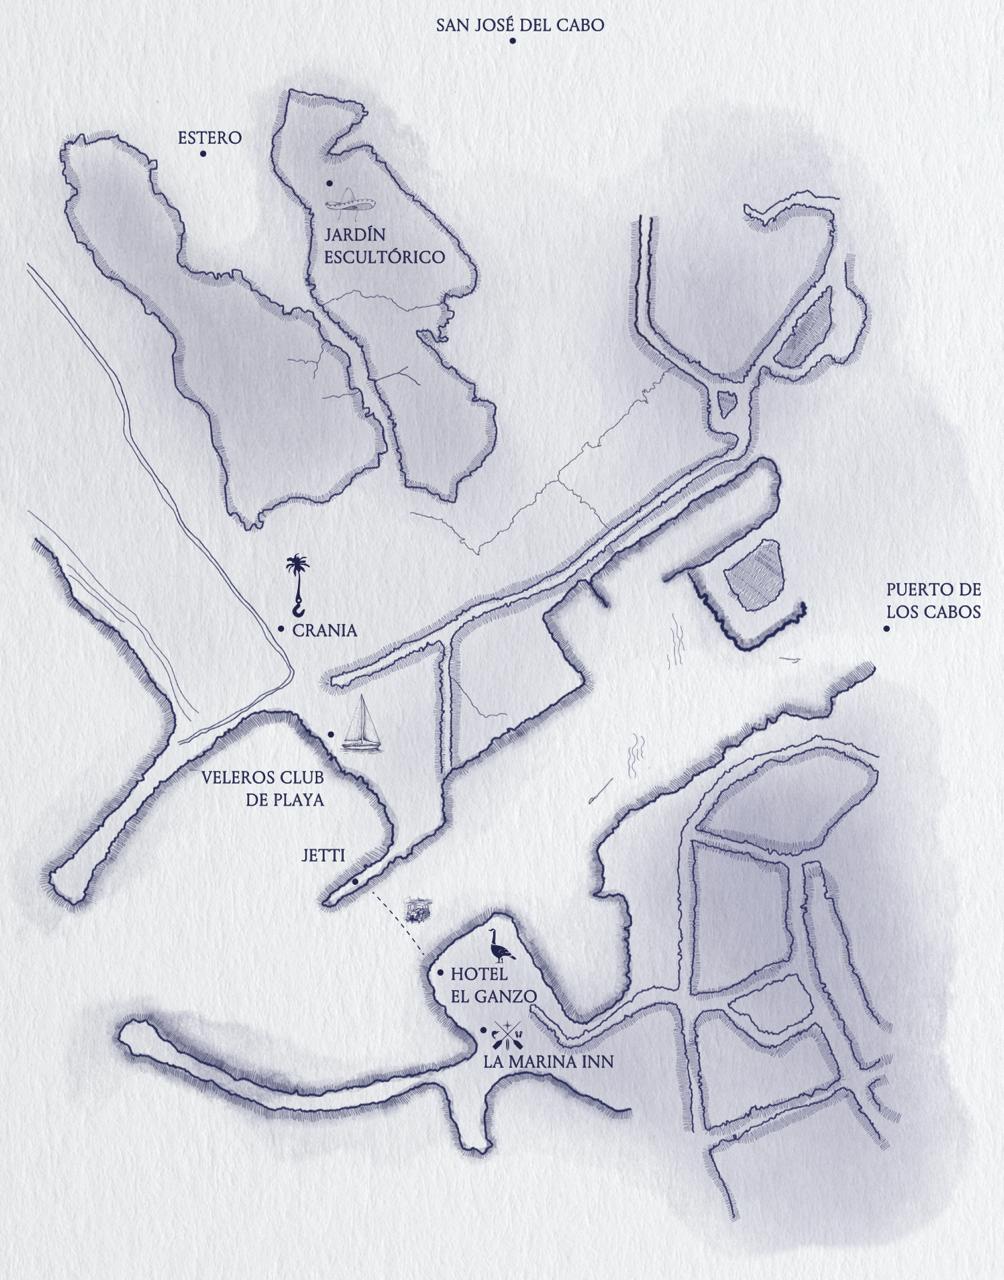 SAN JOSÉ DEL CABO
ESTERO
JARDÍN
ESCULTÓRICO
PUERTO DE
LOS CABOS
CRANIA
VELEROS CLUB
DE PLAYA
JETTI
HOTEL
EL GANZO
LA MARINA INN